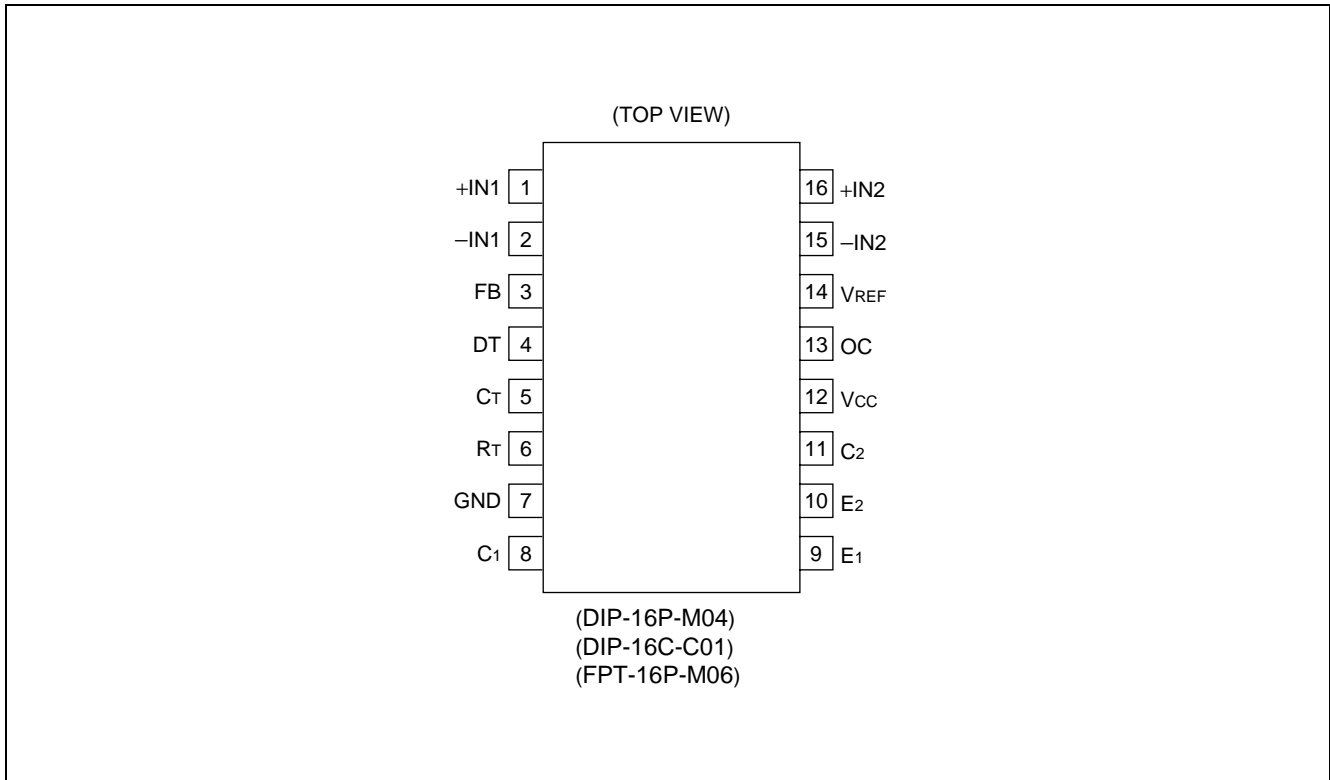 (TOP VIEW)
+IN1 1 16 +IN2
−IN1 2 15 −IN2
FB 3 14 VREF
DT 4 13 OC
CT 5 12 VCC
RT 6 11 C2
GND 7 10 E2
C1 8 9 E1
(DIP-16P-M04)
(DIP-16C-C01)
(FPT-16P-M06)